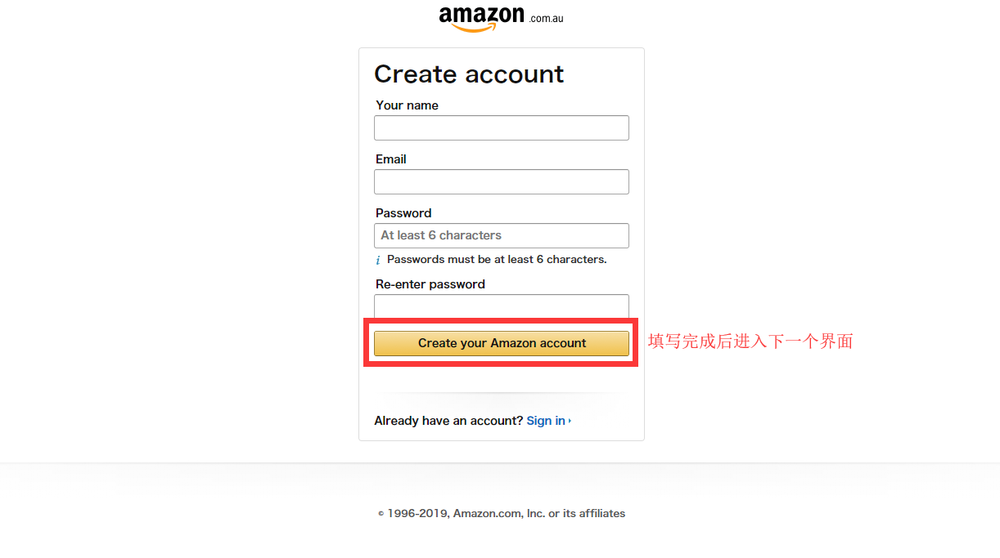 amazon .com.au
Create account
Your name
Email
Password
At least 6 characters
i Passwords must be at least 6 characters.
Re-enter password
Create your Amazon account
填写完成后进入下一个界面
Already have an account? Sign in
© 1996-2019, Amazon.com, Inc. or its affiliates